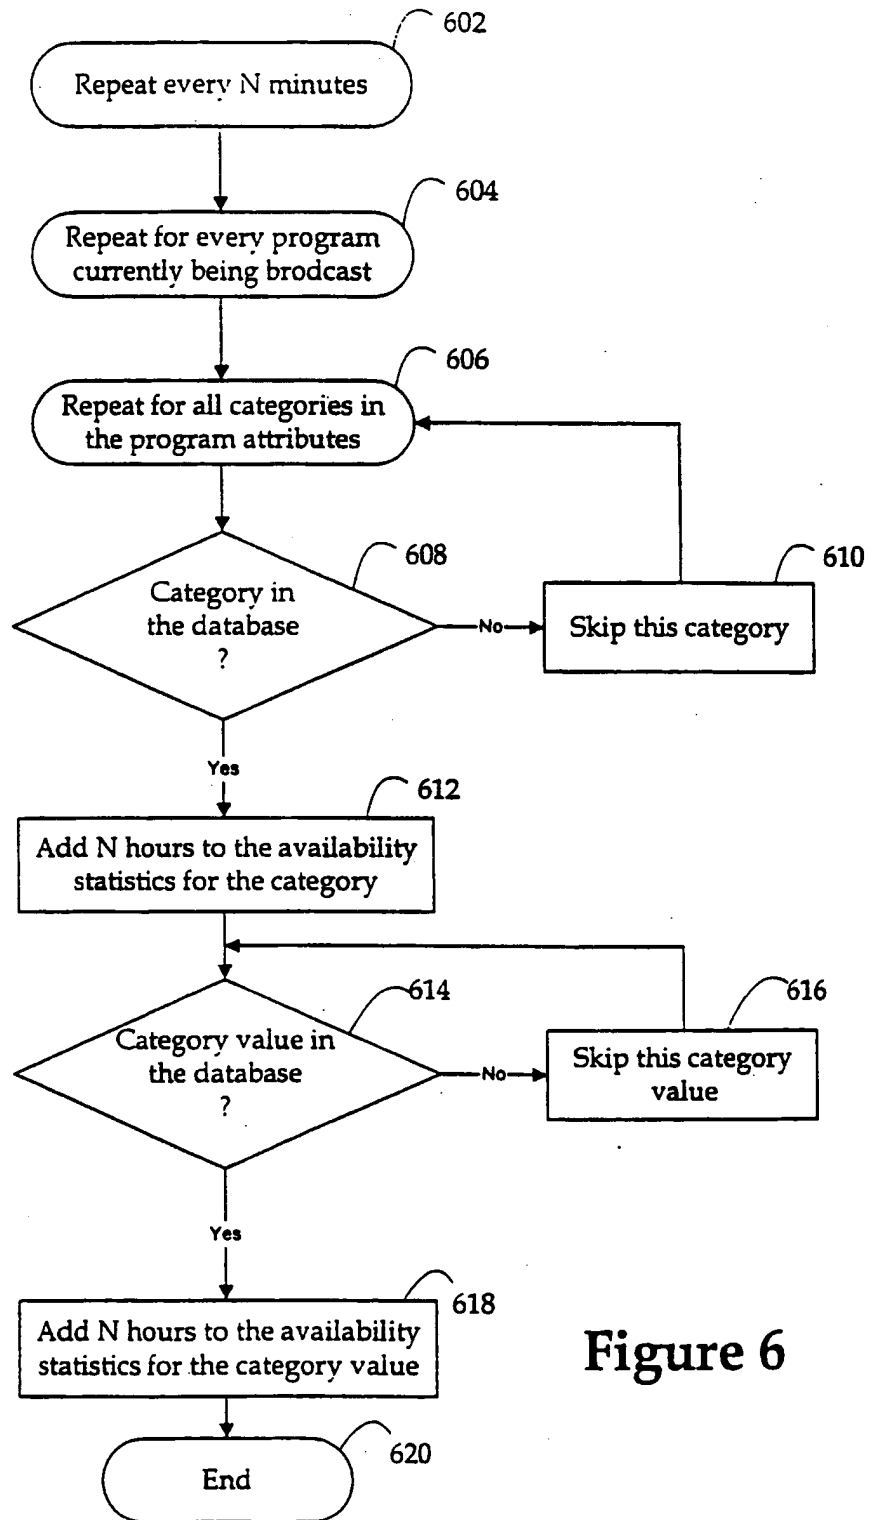 602
Repeat every N minutes
604
Repeat for every program
currently being brodcast
606
Repeat for all categories in
the program attributes
608
Category in
the database
?
No
610
Skip this category
Yes
612
Add N hours to the availability
statistics for the category
614
Category value in
the database
?
No
616
Skip this category
value
Yes
618
Add N hours to the availability
statistics for the category value
Figure 6
620
End